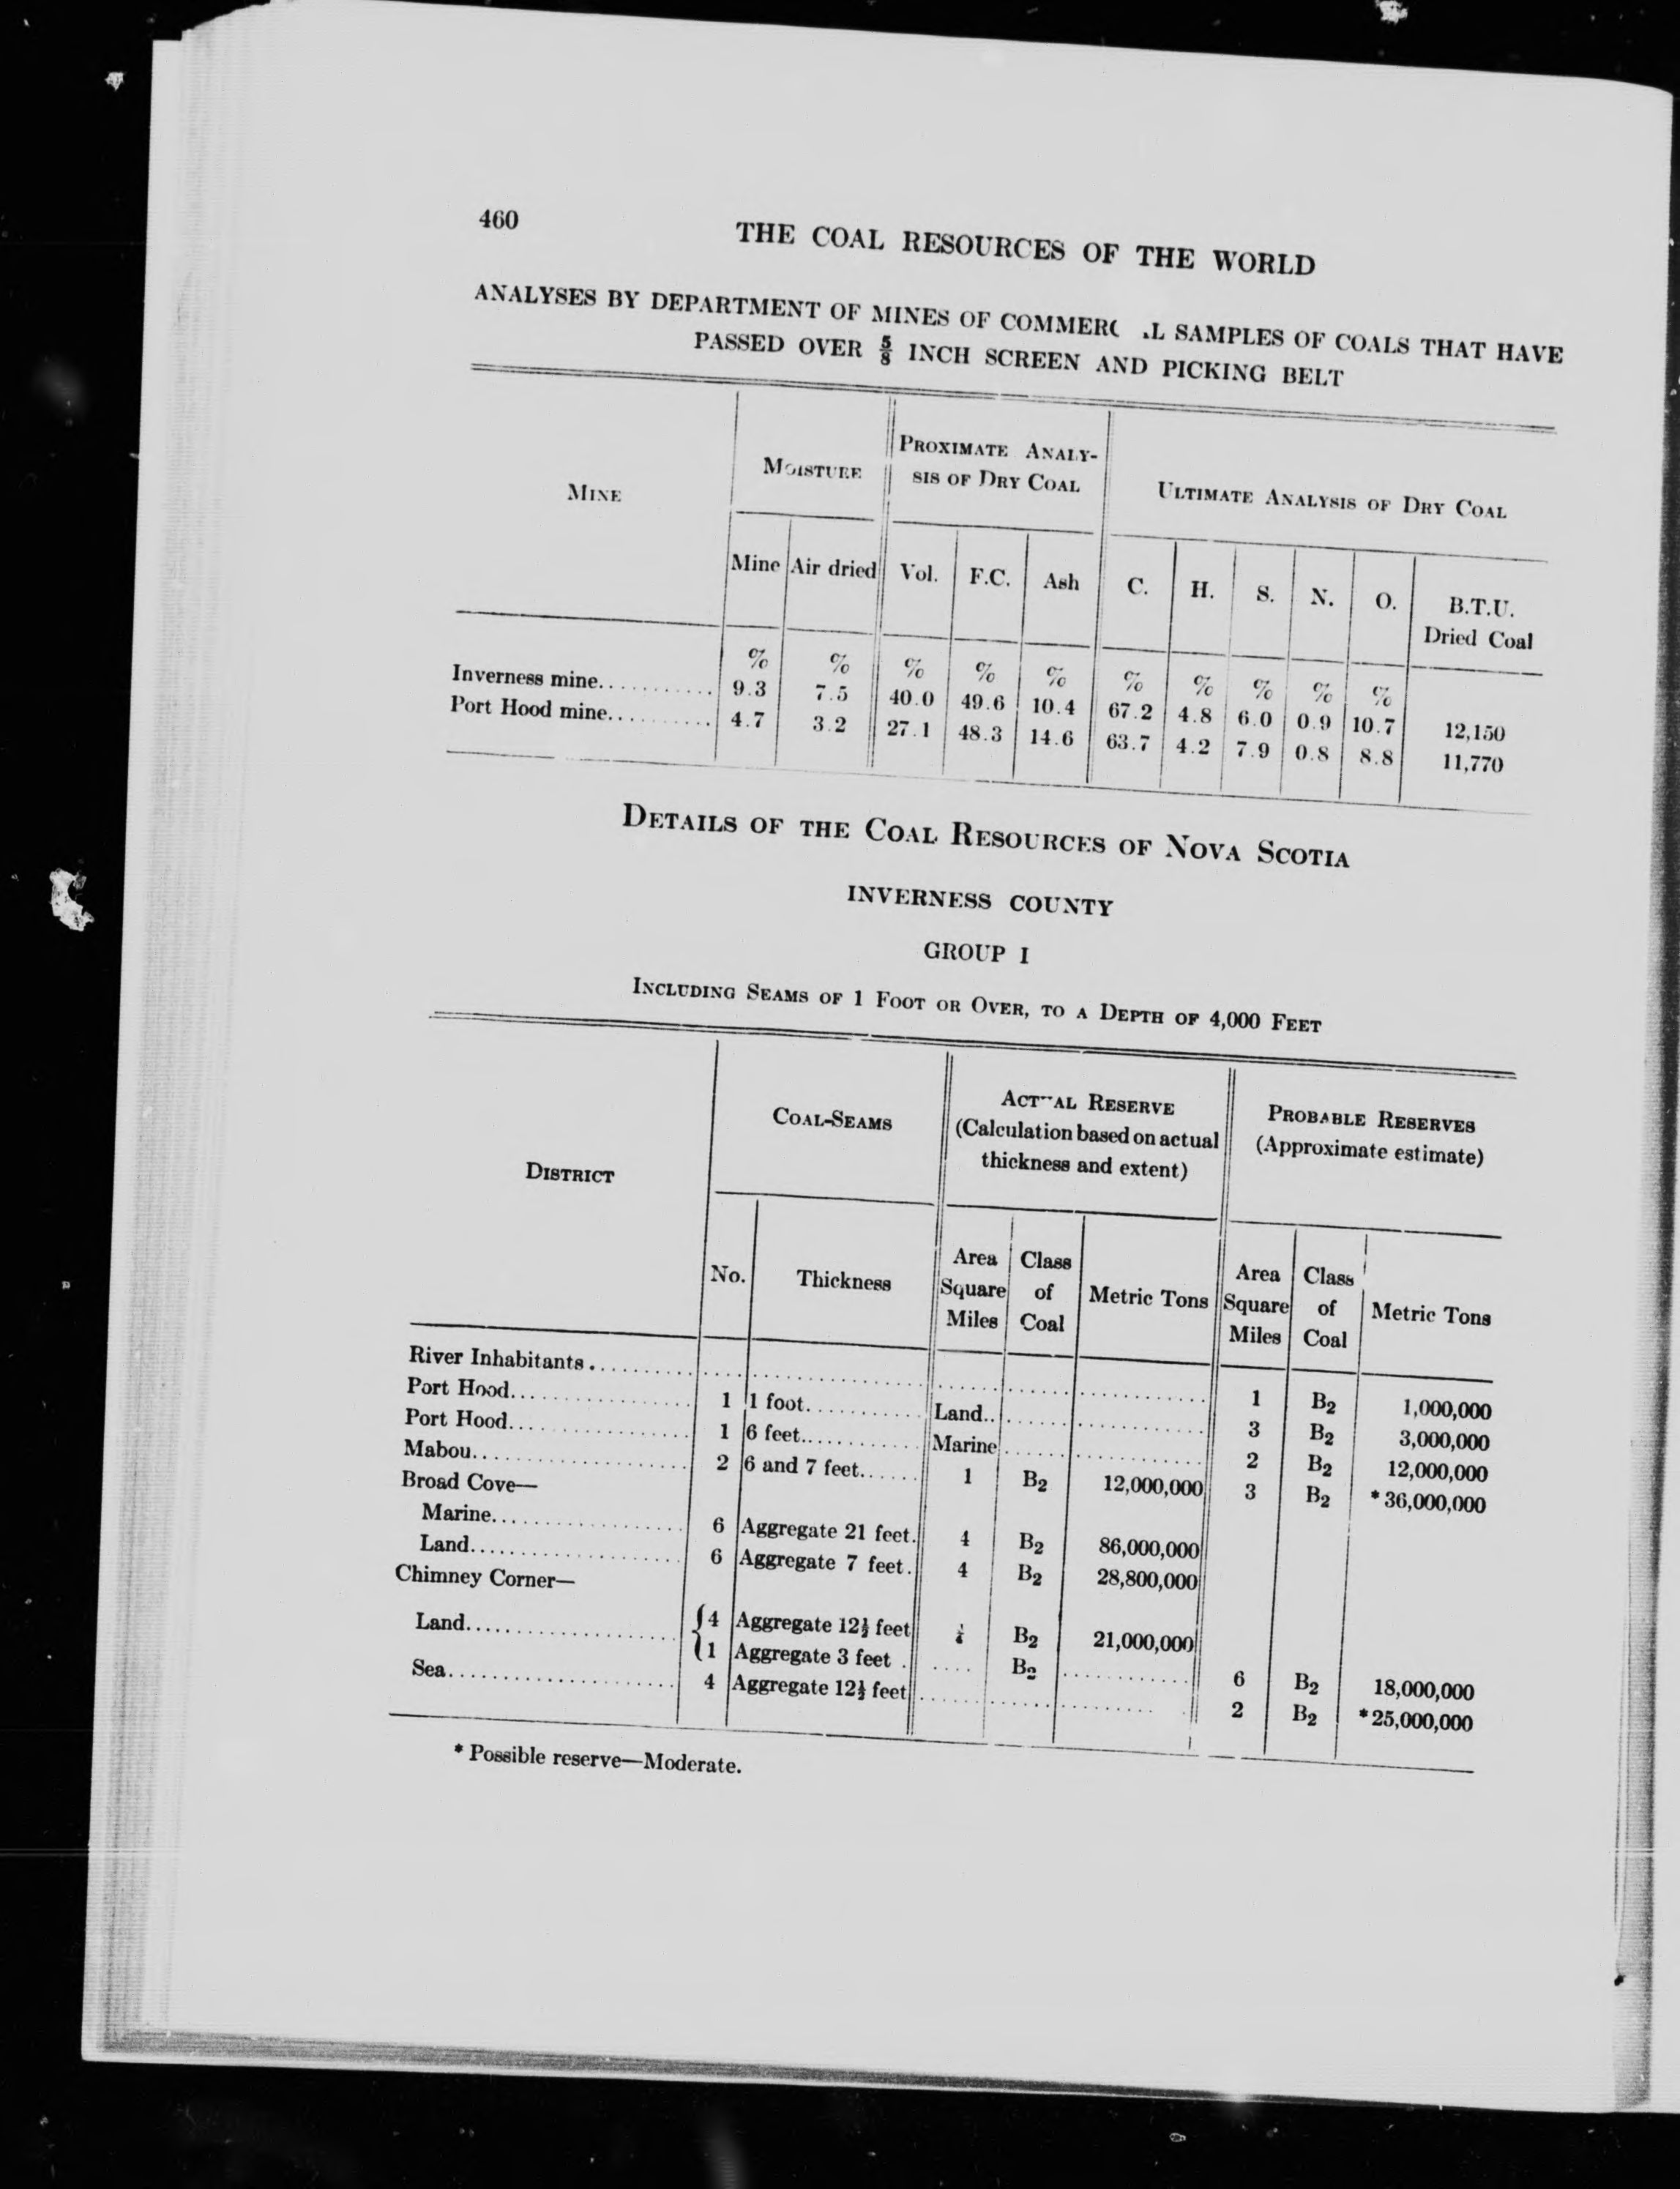 460
THE COAL RESOURCES OF THE WORLD
ANALYSES BY DEPARTMENT OF MINES OF COMMERC .L SAMPLES OF COALS THAT HAVE
PASSED OVER ⅝ INCH SCREEN AND PICKING BELT
MINE
MOISTURE
PROXIMATE ANALY-
SIS OF DRY COAL
ULTIMATE ANALYSIS OF DRY COAL
Mine Air dried Vol. F.C. Ash C. H. S. N. O. B.T.U.
Dried Coal
% % % % % % % % % %
Inverness mine........... 9.3 7.5 40.0 49.6 10.4 67.2 4.8 6.0 0.9 10.7 12,150
Port Hood mine.......... 4.7 3.2 27.1 48.3 14.6 63.7 4.2 7.9 0.8 8.8 11,770
DETAILS OF THE COAL RESOURCES OF NOVA SCOTIA
INVERNESS COUNTY
GROUP I
INCLUDING SEAMS OF 1 FOOT OR OVER, TO A DEPTH OF 4,000 FEET
DISTRICT
COAL-SEAMS
ACT AL RESERVE
(Calculation based on actual
thickness and extent)
PROBABLE RESERVES
(Approximate estimate)
No. Thickness
Area
Square
Miles
Class
of
Coal
Metric Tons
Area
Square
Miles
Class
of
Coal
Metric Tons
River Inhabitants.......... 1 B2 1,000,000
Port Hood.................. 1 1 foot............ Land.. 3 B2 3,000,000
Port Hood.................. 1 6 feet............ Marine 2 B2 12,000,000
Mabou...................... 2 6 and 7 feet...... 1 B2 12,000,000 3 B2 *36,000,000
Broad Cove—
Marine................... 6 Aggregate 21 feet. 4 B2 86,000,000
Land..................... 6 Aggregate 7 feet. 4 B2 28,800,000
Chimney Corner—
Land..................... {4 Aggregate 12½ feet B2 21,000,000
1 Aggregate 3 feet . .... B2 ........... 6 B2 18,000,000
Sea...................... 4 Aggregate 12½ feet ........... 2 B2 *25,000,000
* Possible reserve—Moderate.